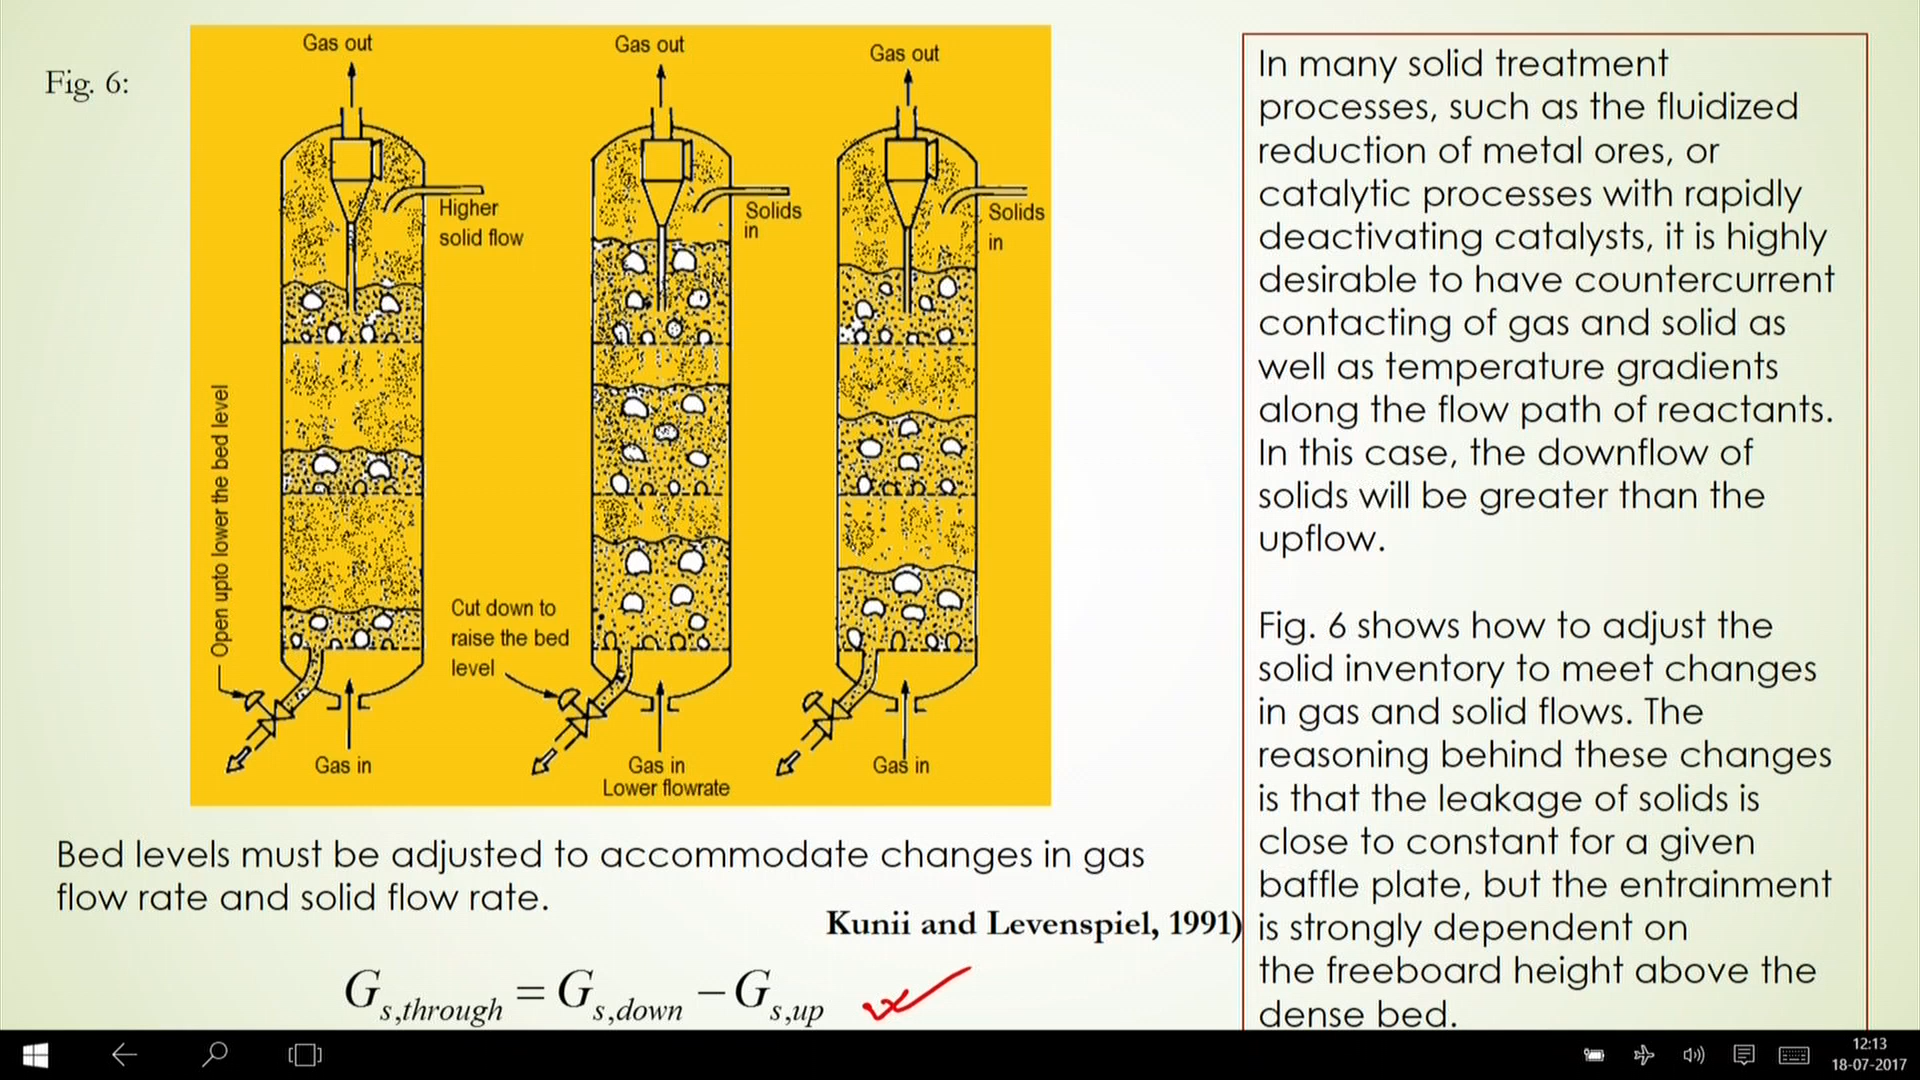 Fig. 6:
Gas out
Gas out
Gas out
Higher
solid flow
Solids
in
Solids
in
Open upto lower the bed level
Cut down to
raise the bed
level
Gas in
Gas in
Lower flowrate
Gas in
Bed levels must be adjusted to accommodate changes in gas
flow rate and solid flow rate.
Kunii and Levenspiel, 1991)
G s,through = G s,down − G s,up
In many solid treatment
processes, such as the fluidized
reduction of metal ores, or
catalytic processes with rapidly
deactivating catalysts, it is highly
desirable to have countercurrent
contacting of gas and solid as
well as temperature gradients
along the flow path of reactants.
In this case, the downflow of
solids will be greater than the
upflow.
Fig. 6 shows how to adjust the
solid inventory to meet changes
in gas and solid flows. The
reasoning behind these changes
is that the leakage of solids is
close to constant for a given
baffle plate, but the entrainment
is strongly dependent on
the freeboard height above the
dense bed.
12:13
18-07-2017